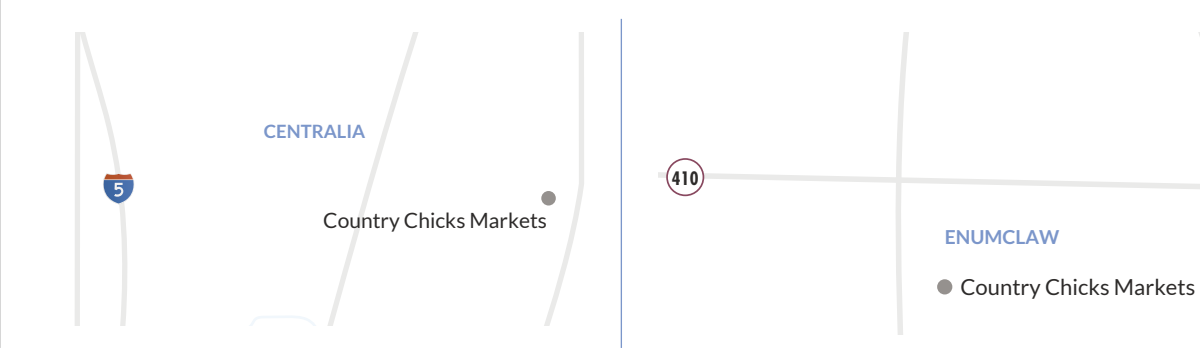 CENTRALIA
5
Country Chicks Markets
410
ENUMCLAW
Country Chicks Markets